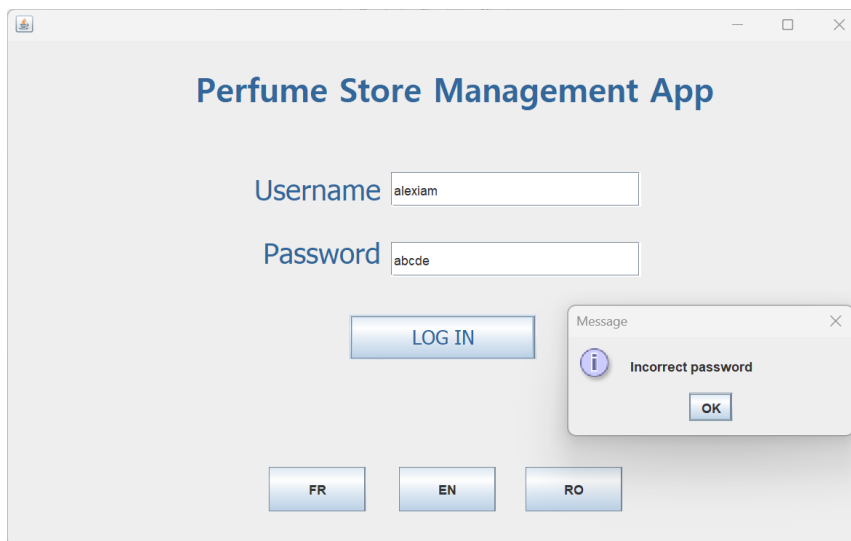 Perfume Store Management App
Username alexiam
Password abcde
LOG IN
Message
Incorrect password
OK
FR EN RO